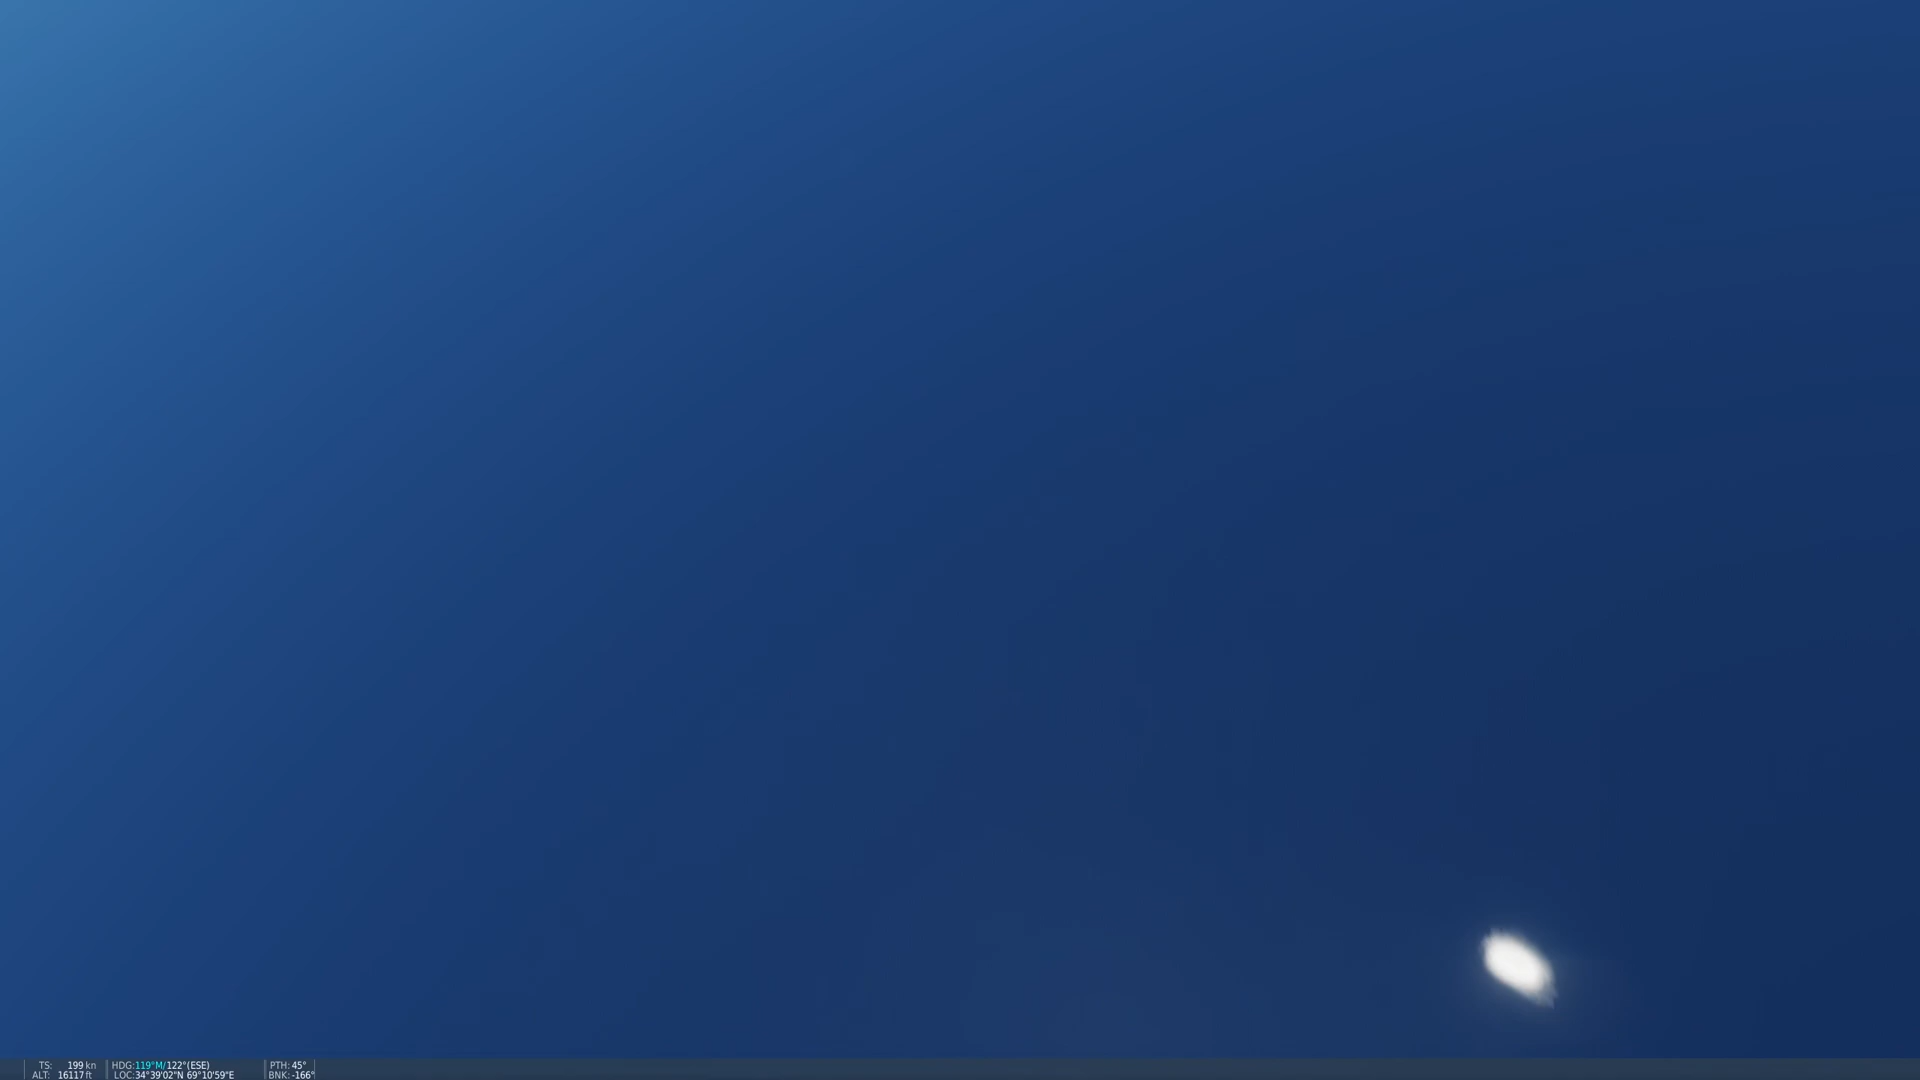 TS: 199 kn HDG:119°M/122°(ESE) PTH: 45°
ALT: 16117 ft LOC:34°39'02"N 69°10'59"E BNK:-166°